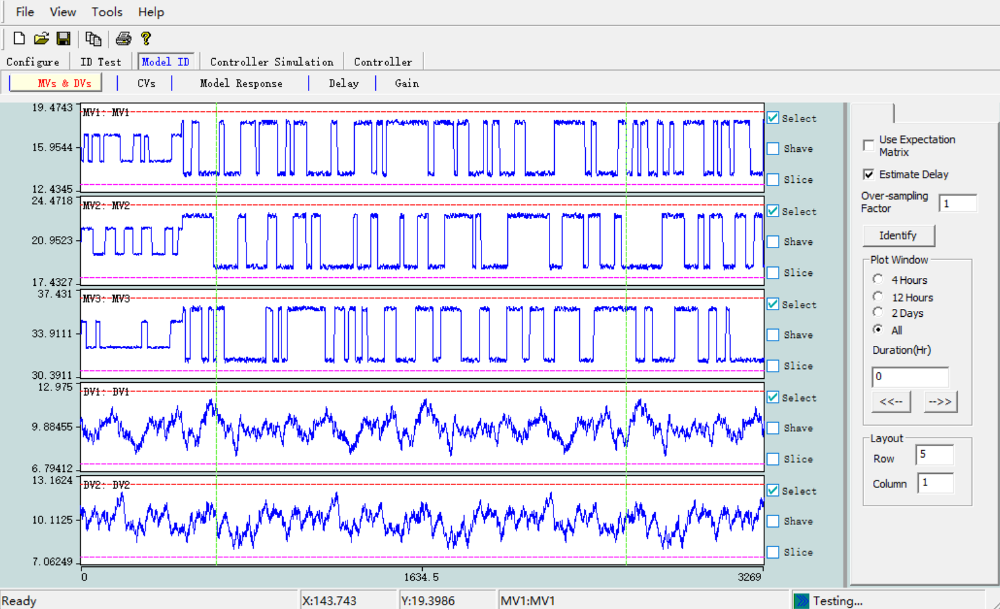 File View Tools Help
Configure ID Test Model ID Controller Simulation Controller
MVs & DVs CVs Model Response Delay Gain
19.4743
MV1: MV1
15.9544
12.4345
Select
Shave
Slice
24.4718
MV2: MV2
20.9523
17.4327
Select
Shave
Slice
37.431
MV3: MV3
33.9111
30.3911
Select
Shave
Slice
12.975
DV1: DV1
9.88455
6.79412
Select
Shave
Slice
13.1624
DV2: DV2
10.1125
7.06249
Select
Shave
Slice
0 1634.5 3269
Use Expectation
Matrix
Estimate Delay
Over-sampling
Factor
1
Identify
Plot Window
4 Hours
12 Hours
2 Days
All
Duration(Hr)
0
<<-- -->>
Layout
Row 5
Column 1
Ready X:143.743 Y:19.3986 MV1:MV1 Testing...